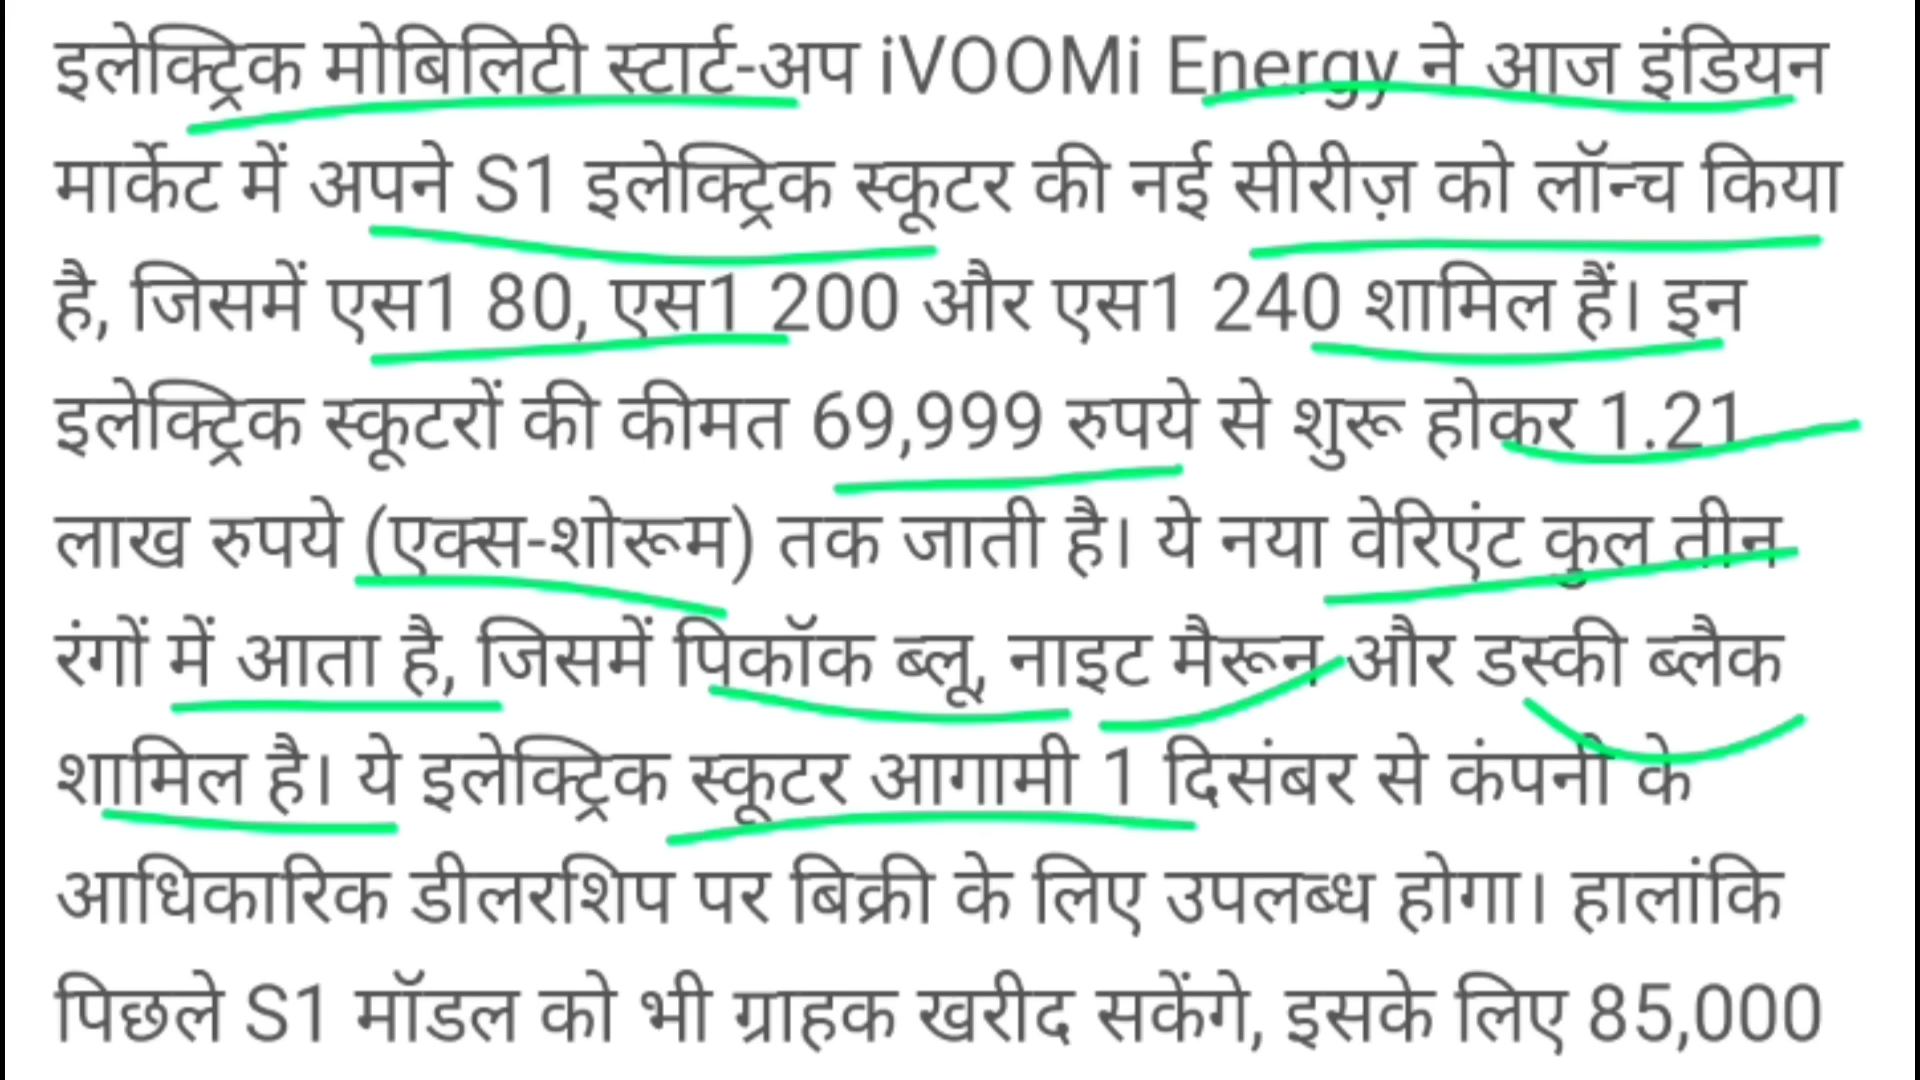 इलेक्ट्रिक मोबिलिटी स्टार्ट-अप iVOOMi Energy ने आज इंडियन
मार्केट में अपने S1 इलेक्ट्रिक स्कूटर की नई सीरीज़ को लॉन्च किया
है, जिसमें एस1 80, एस1 200 और एस1 240 शामिल हैं। इन
इलेक्ट्रिक स्कूटरों की कीमत 69,999 रुपये से शुरू होकर 1.21
लाख रुपये (एक्स-शोरूम) तक जाती है। ये नया वेरिएंट कुल तीन
रंगों में आता है, जिसमें पिकॉक ब्लू, नाइट मैरून और डस्की ब्लैक
शामिल है। ये इलेक्ट्रिक स्कूटर आगामी 1 दिसंबर से कंपनी के
आधिकारिक डीलरशिप पर बिक्री के लिए उपलब्ध होगा। हालांकि
पिछले S1 मॉडल को भी ग्राहक खरीद सकेंगे, इसके लिए 85,000